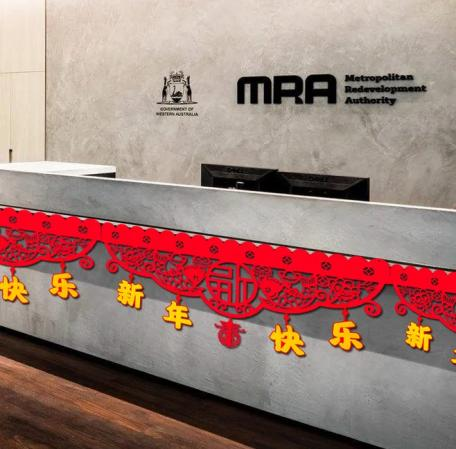 GOVERNMENT OF
WESTERN AUSTRALIA
MRA
Metropolitan
Redevelopment
Authority
快乐 新年 快乐 新